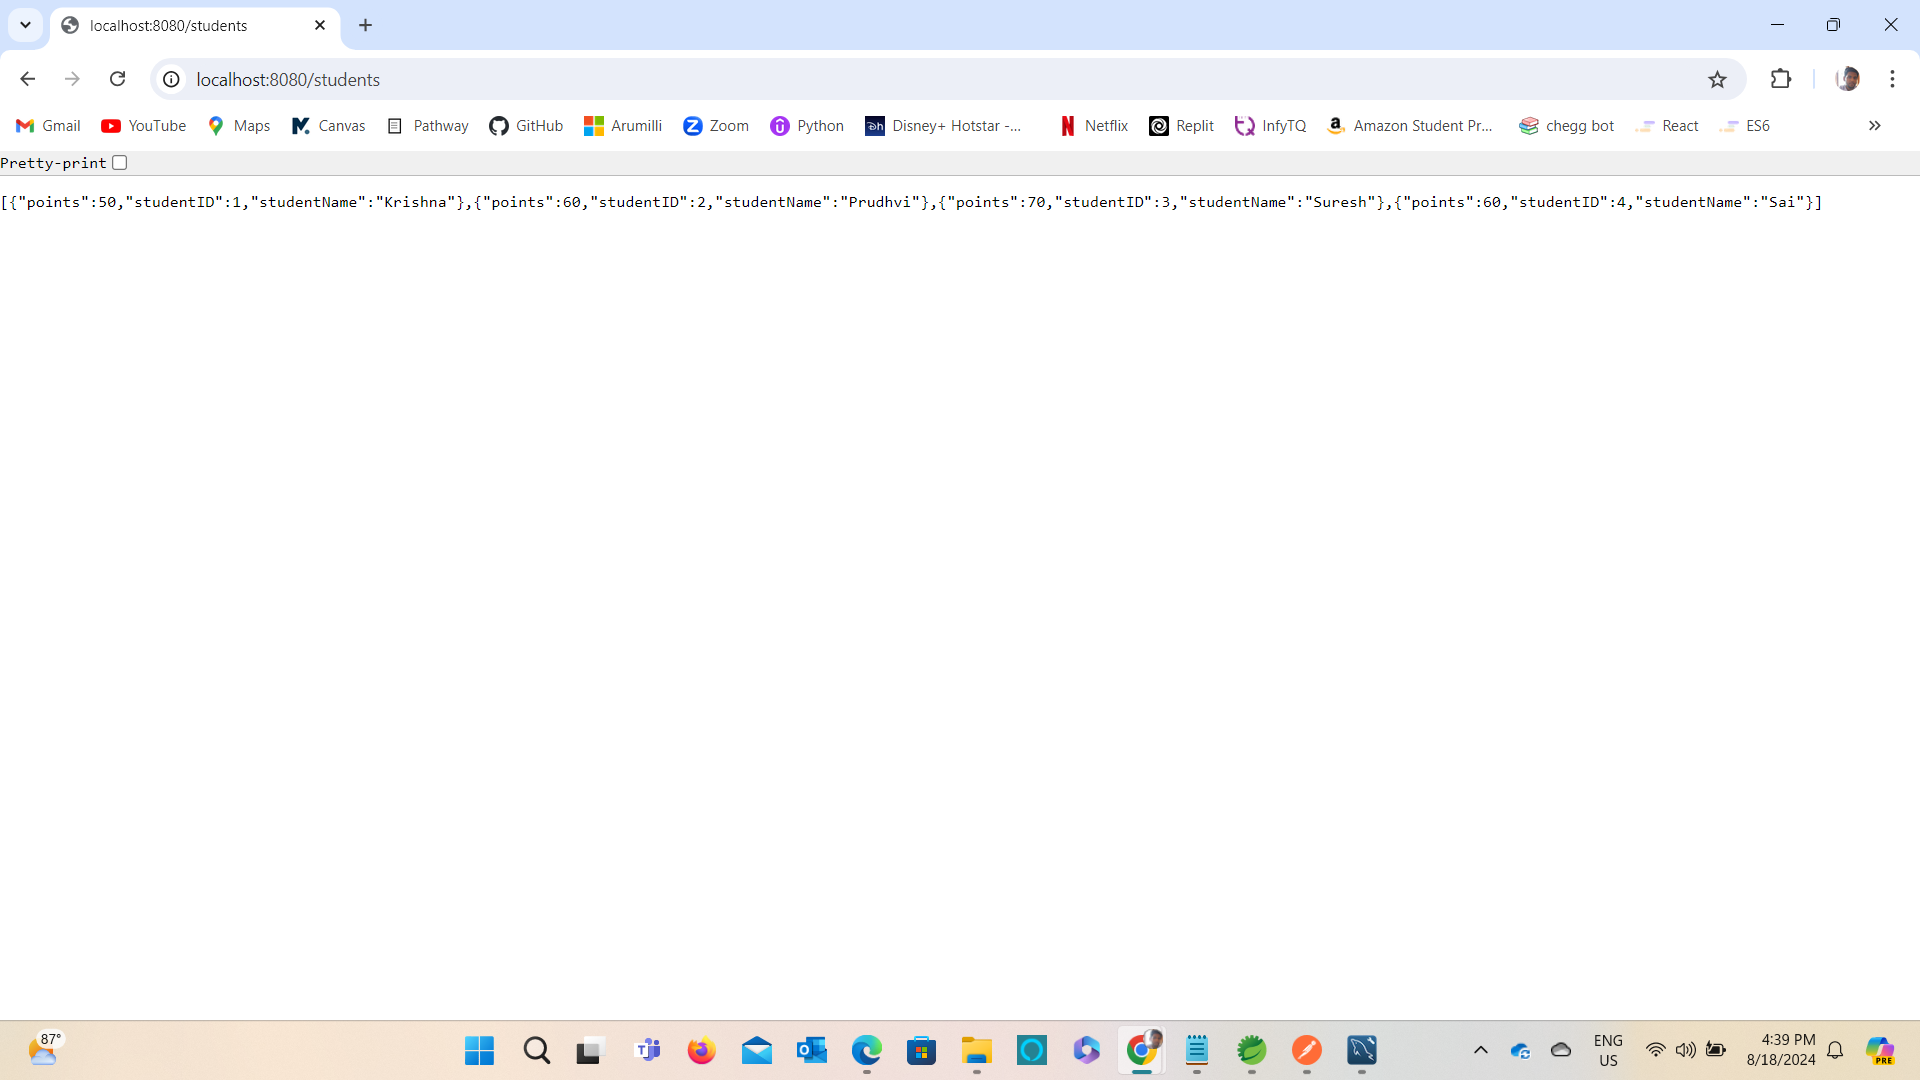 localhost:8080/students
localhost:8080/students
Gmail YouTube Maps Canvas Pathway GitHub Arumilli Zoom Python Disney+ Hotstar -... Netflix Replit InfyTQ Amazon Student Pr... chegg bot React ES6
Pretty-print
[{"points":50,"studentID":1,"studentName":"Krishna"},{"points":60,"studentID":2,"studentName":"Prudhvi"},{"points":70,"studentID":3,"studentName":"Suresh"},{"points":60,"studentID":4,"studentName":"Sai"}]
87°
ENG
US
4:39 PM
8/18/2024
PRE